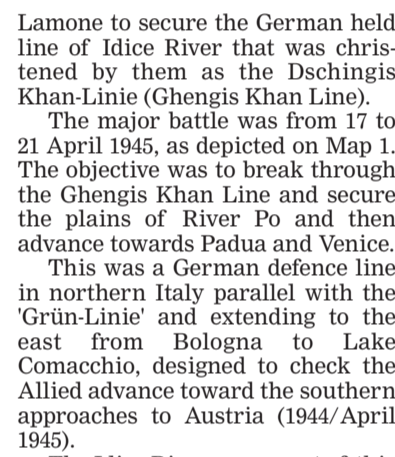 Lamone to secure the German held
line of Idice River that was chris-
tened by them as the Dschingis
Khan-Linie (Ghengis Khan Line).
The major battle was from 17 to
21 April 1945, as depicted on Map 1.
The objective was to break through
the Ghengis Khan Line and secure
the plains of River Po and then
advance towards Padua and Venice.
This was a German defence line
in northern Italy parallel with the
'Grün-Linie' and extending to the
east from Bologna to Lake
Comacchio, designed to check the
Allied advance toward the southern
approaches to Austria (1944/April
1945).